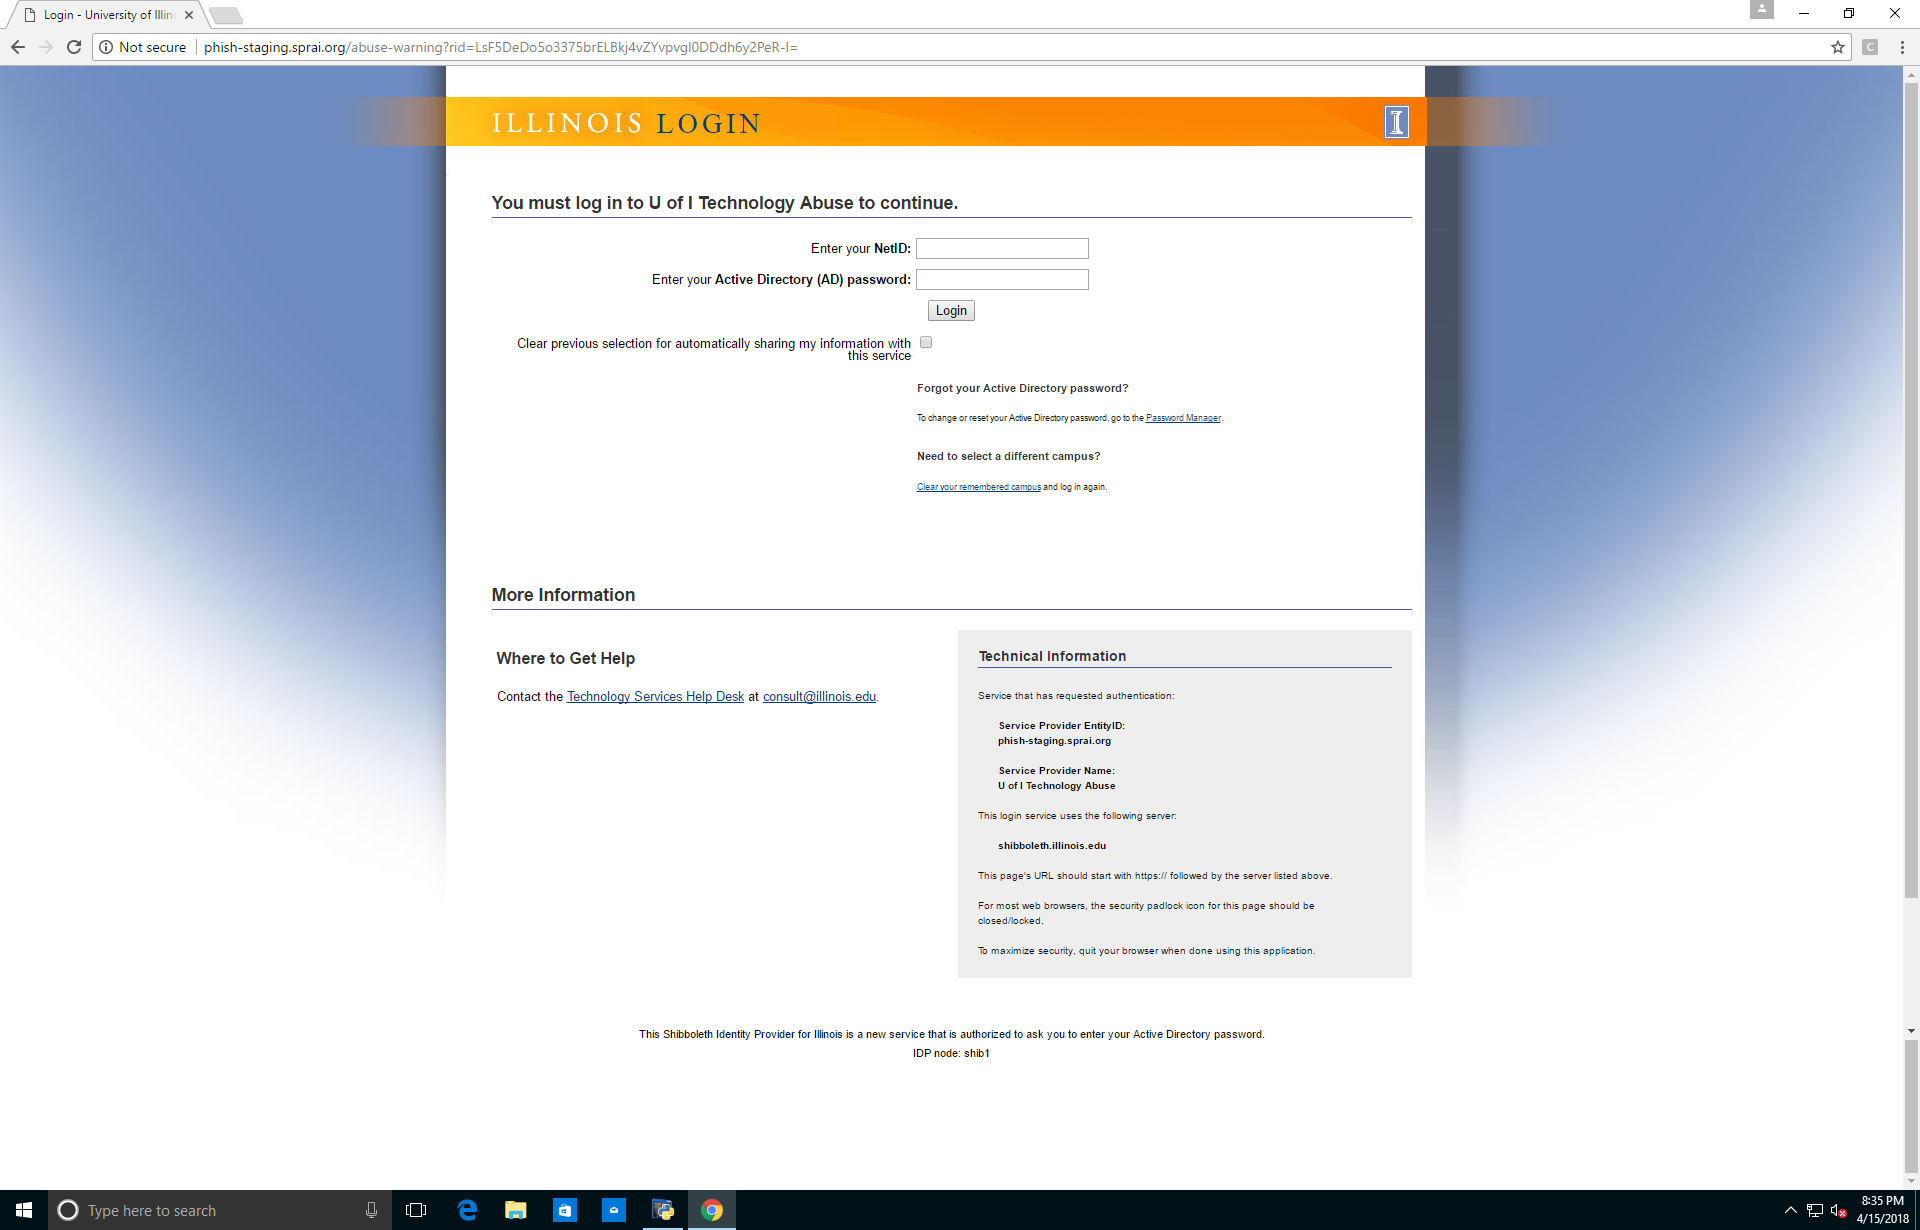 Login - University of Illin
Not secure
phish-staging.sprai.org/abuse-warning?rid=LsF5DeDo5o3375brELBkj4vZYvpvgl0DDdh6y2PeR-I=
C
ILLINOIS LOGIN
I
You must log in to U of I Technology Abuse to continue.
Enter your NetID:
Enter your Active Directory (AD) password:
Login
Clear previous selection for automatically sharing my information with
this service
Forgot your Active Directory password?
To change or reset your Active Directory password, go to the Password Manager.
Need to select a different campus?
Clear your remembered campus and log in again.
More Information
Where to Get Help
Contact the Technology Services Help Desk at consult@illinois.edu.
Technical Information
Service that has requested authentication:
Service Provider EntityID:
phish-staging.sprai.org
Service Provider Name:
U of I Technology Abuse
This login service uses the following server:
shibboleth.illinois.edu
This page's URL should start with https:// followed by the server listed above.
For most web browsers, the security padlock icon for this page should be
closed/locked.
To maximize security, quit your browser when done using this application.
This Shibboleth Identity Provider for Illinois is a new service that is authorized to ask you to enter your Active Directory password.
IDP node: shib1
Type here to search
8:35 PM
4/15/2018